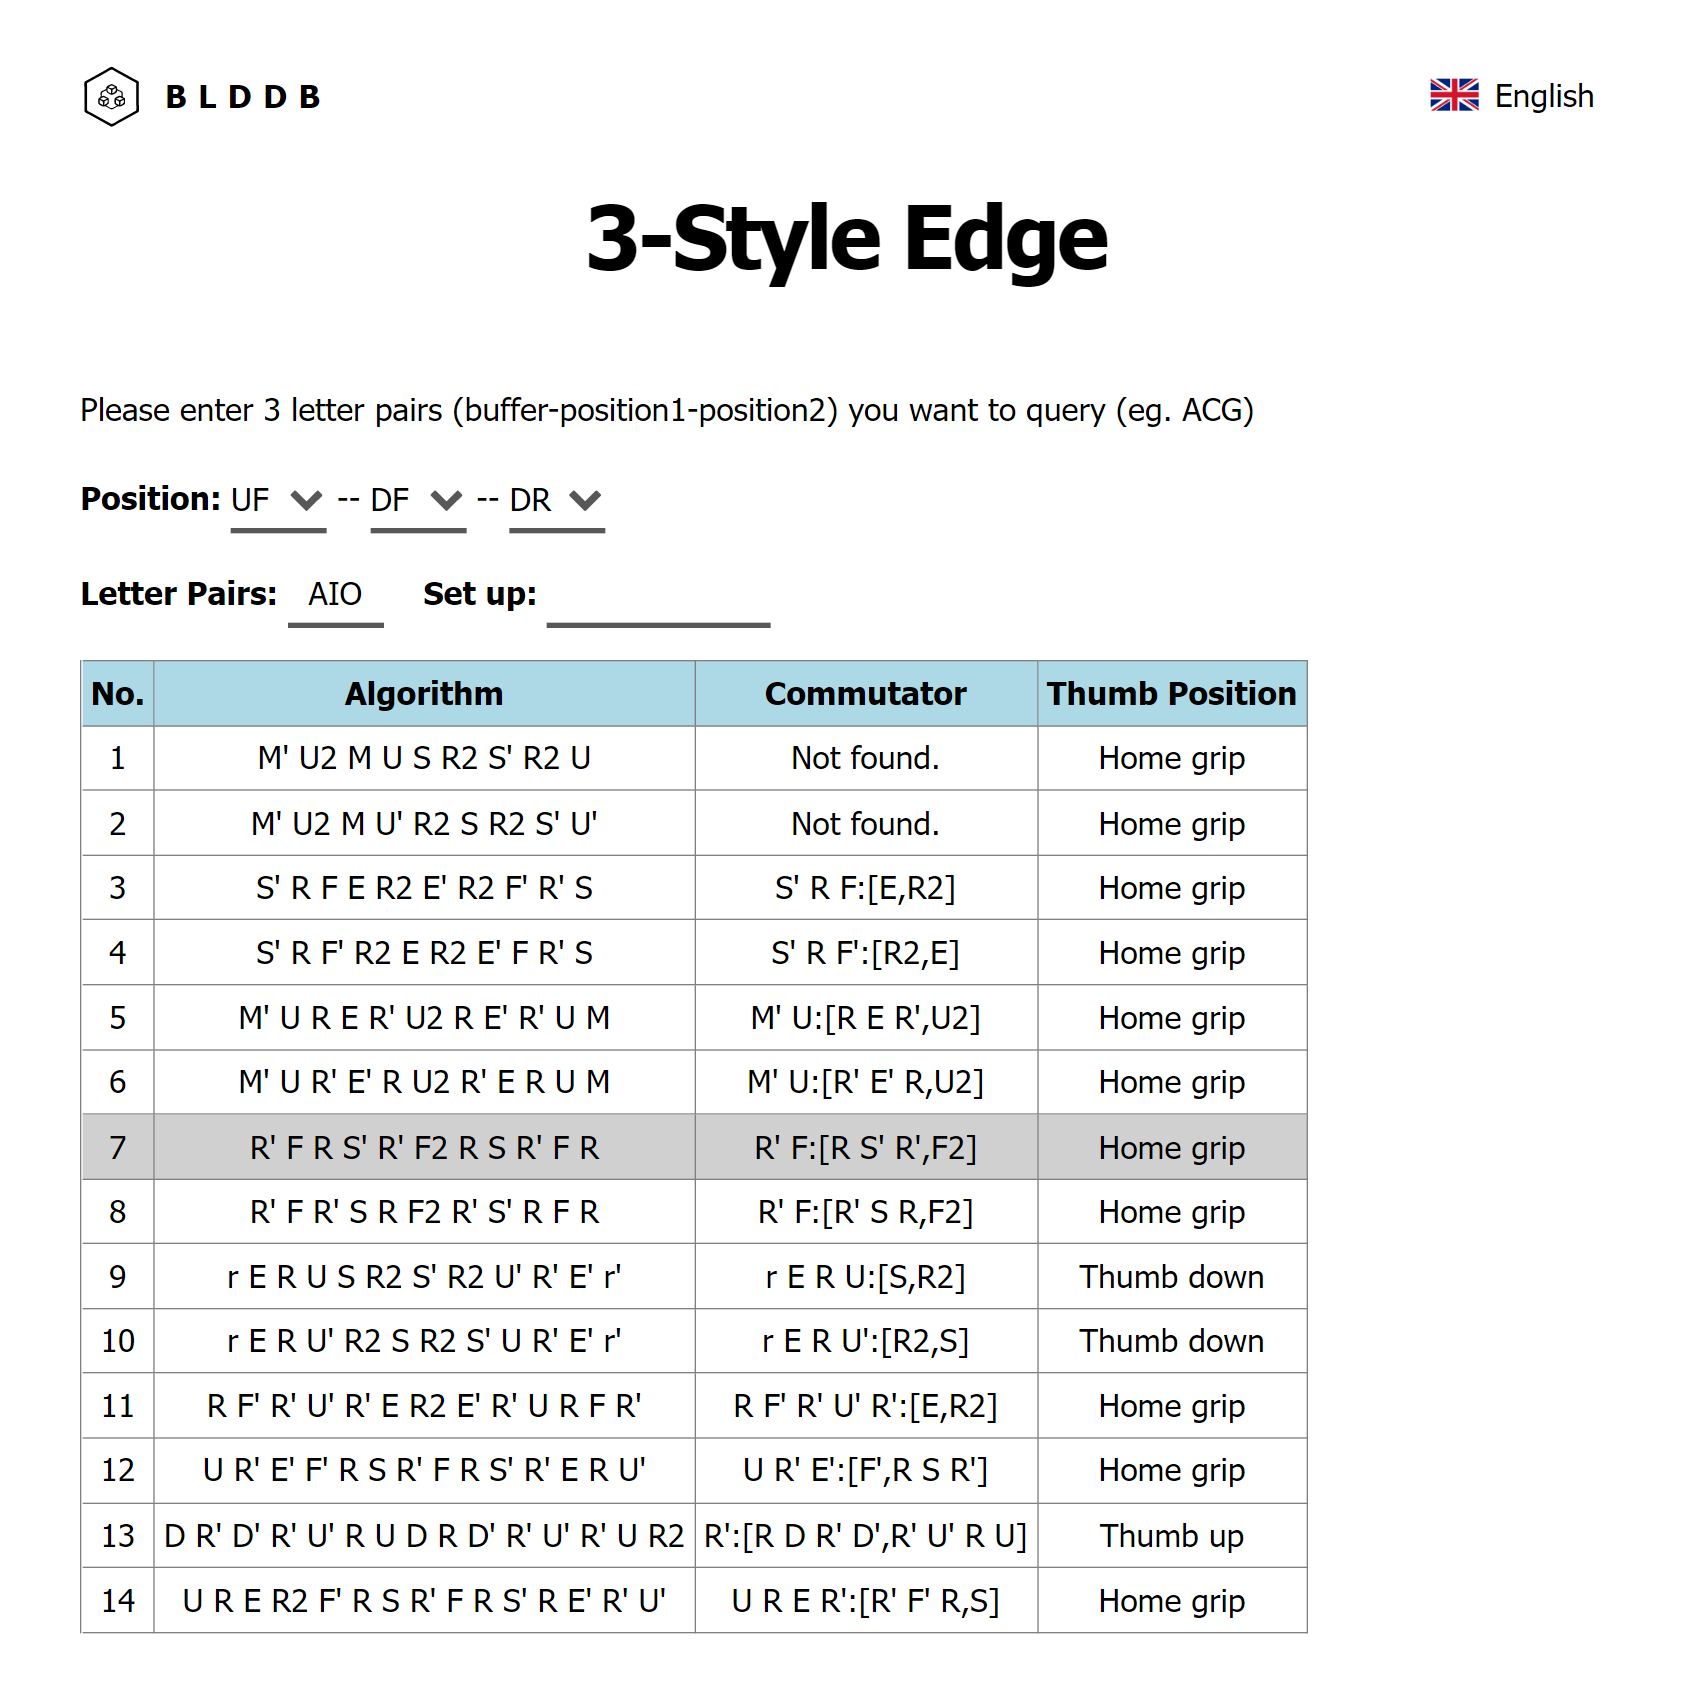 BLDDB
English
3-Style Edge
Please enter 3 letter pairs (buffer-position1-position2) you want to query (eg. ACG)
Position: UF -- DF -- DR
Letter Pairs: AIO Set up:
No. Algorithm Commutator Thumb Position
1 M' U2 M U S R2 S' R2 U Not found. Home grip
2 M' U2 M U' R2 S R2 S' U' Not found. Home grip
3 S' R F E R2 E' R2 F' R' S S' R F:[E,R2] Home grip
4 S' R F' R2 E R2 E' F R' S S' R F':[R2,E] Home grip
5 M' U R E R' U2 R E' R' U M M' U:[R E R',U2] Home grip
6 M' U R' E' R U2 R' E R U M M' U:[R' E' R,U2] Home grip
7 R' F R S' R' F2 R S R' F R R' F:[R S' R',F2] Home grip
8 R' F R' S R F2 R' S' R F R R' F:[R' S R,F2] Home grip
9 r E R U S R2 S' R2 U' R' E' r' r E R U:[S,R2] Thumb down
10 r E R U' R2 S R2 S' U R' E' r' r E R U':[R2,S] Thumb down
11 R F' R' U' R' E R2 E' R' U R F R' R F' R' U' R':[E,R2] Home grip
12 U R' E' F' R S R' F R S' R' E R U' U R' E':[F',R S R'] Home grip
13 D R' D' R' U' R U D R D' R' U' R' U R2 R':[R D R' D',R' U' R U] Thumb up
14 U R E R2 F' R S R' F R S' R E' R' U' U R E R':[R' F' R,S] Home grip